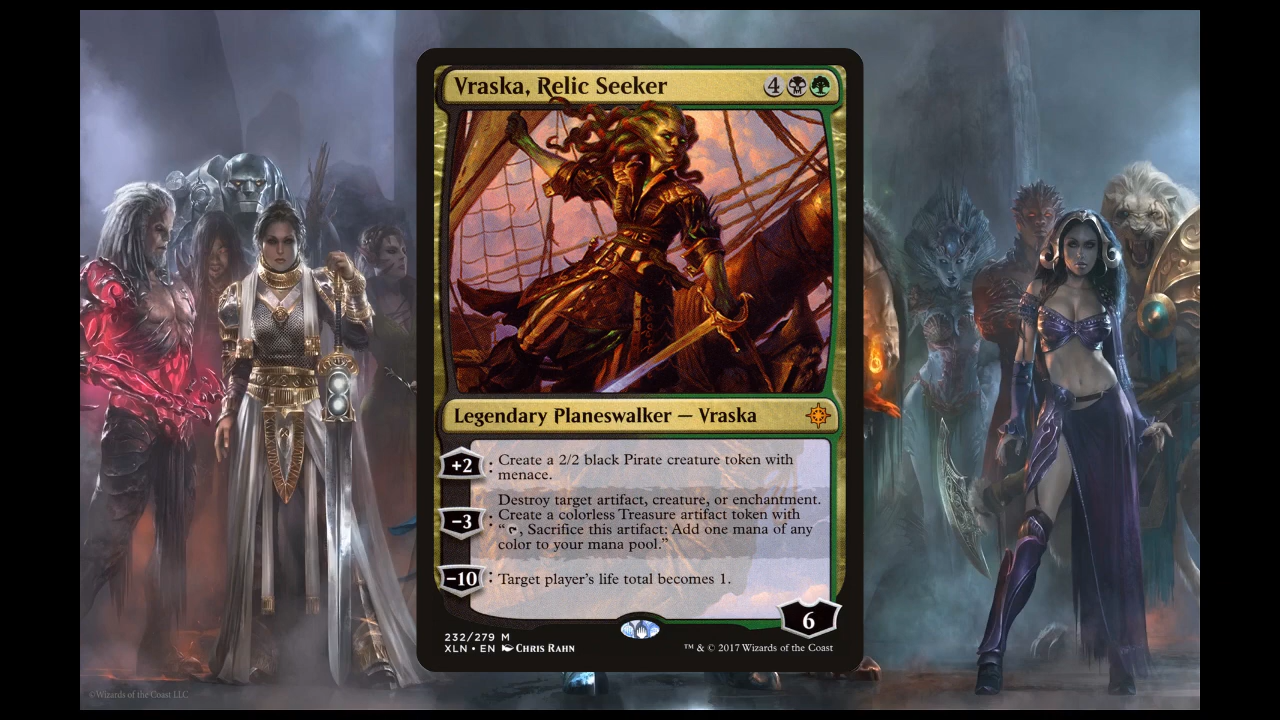 Vraska, Relic Seeker 4
Legendary Planeswalker — Vraska
+2 : Create a 2/2 black Pirate creature token with
menace.
Destroy target artifact, creature, or enchantment.
−3 : Create a colorless Treasure artifact token with
“, Sacrifice this artifact: Add one mana of any
color to your mana pool.”
−10 : Target player’s life total becomes 1.
6
232/279 M
XLN • EN Chris Rahn
™ & © 2017 Wizards of the Coast
©Wizards of the Coast LLC